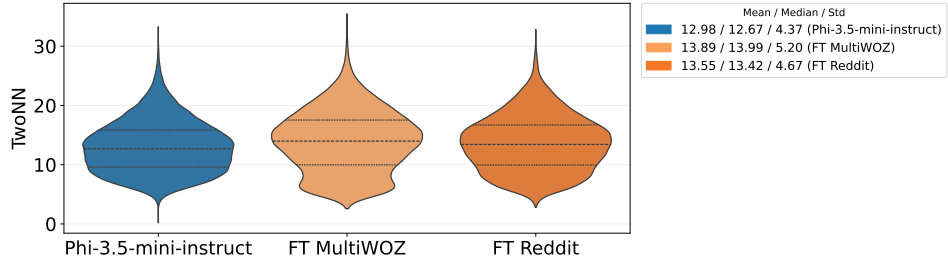 Mean / Median / Std
12.98 / 12.67 / 4.37 (Phi-3.5-mini-instruct)
13.89 / 13.99 / 5.20 (FT MultiWOZ)
13.55 / 13.42 / 4.67 (FT Reddit)
TwoNN
30
20
10
0
Phi-3.5-mini-instruct FT MultiWOZ FT Reddit